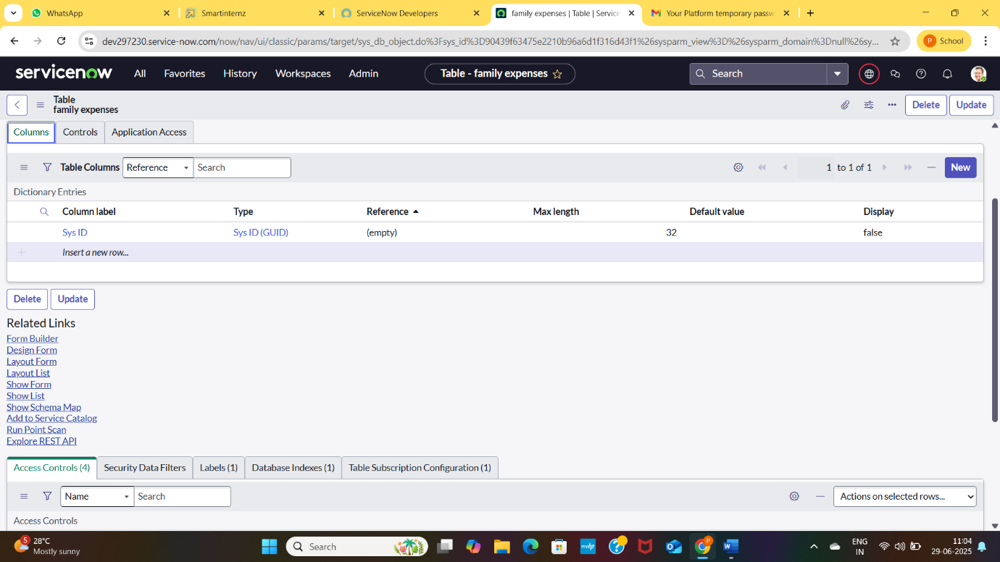 WhatsApp
Smartinternz
ServiceNow Developers
family expenses | Table | Service
Your Platform temporary passw
dev297230.service-now.com/now/nav/ui/classic/params/target/sys_db_object.do%3Fsys_id%3D90439f63475e2210b96a6d1f316d43f1%26sysparm_view%3D%26sysparm_domain%3Dnull%26sy...
P School
servicenow All Favorites History Workspaces Admin Table - family expenses Search
Table
family expenses
Delete Update
Columns Controls Application Access
Table Columns Reference Search 1 to 1 of 1 New
Dictionary Entries
Column label Type Reference Max length Default value Display
Sys ID Sys ID (GUID) (empty) 32 false
Insert a new row...
Delete Update
Related Links
Form Builder
Design Form
Layout Form
Layout List
Show Form
Show List
Show Schema Map
Add to Service Catalog
Run Point Scan
Explore REST API
Access Controls (4) Security Data Filters Labels (1) Database Indexes (1) Table Subscription Configuration (1)
Name Search Actions on selected rows...
Access Controls
5 28°C
Mostly sunny
Search
myhp
P
W
ENG
IN
11:04
29-06-2025